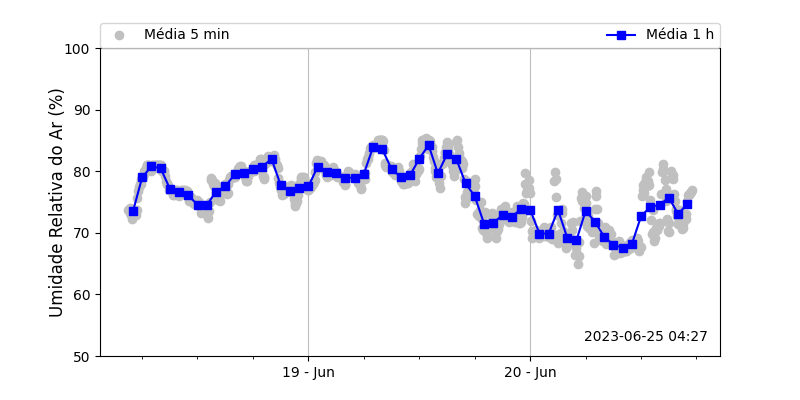 Média 5 min
Média 1 h
Umidade Relativa do Ar (%)
100
90
80
70
60
50
2023-06-25 04:27
19 - Jun
20 - Jun